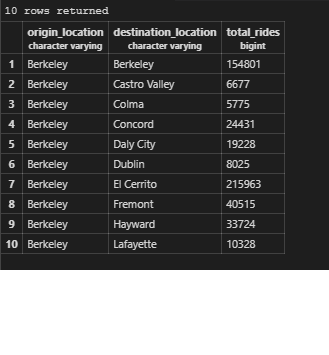 10 rows returned
origin_location destination_location total_rides
character varying character varying bigint
1 Berkeley Berkeley 154801
2 Berkeley Castro Valley 6677
3 Berkeley Colma 5775
4 Berkeley Concord 24431
5 Berkeley Daly City 19228
6 Berkeley Dublin 8025
7 Berkeley El Cerrito 215963
8 Berkeley Fremont 40515
9 Berkeley Hayward 33724
10 Berkeley Lafayette 10328